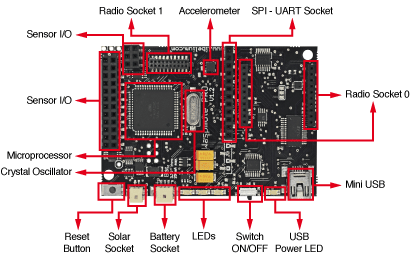 Radio Socket 1
Accelerometer
SPI - UART Socket
Sensor I/O
Sensor I/O
Radio Socket 0
Microprocessor
Crystal Oscillator
Mini USB
Reset
Button
Solar
Socket
Battery
Socket
LEDs
Switch
ON/OFF
USB
Power LED